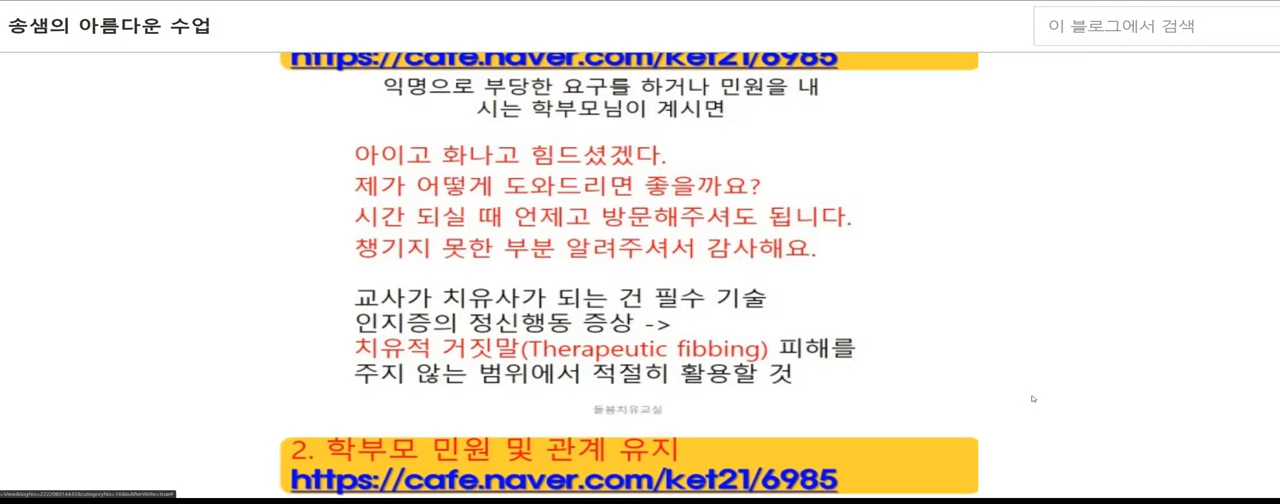 송샘의 아름다운 수업
이 블로그에서 검색
https://cafe.naver.com/ket21/6985
익명으로 부당한 요구를 하거나 민원을 내
시는 학부모님이 계시면
아이고 화나고 힘드셨겠다.
제가 어떻게 도와드리면 좋을까요?
시간 되실 때 언제고 방문해주셔도 됩니다.
챙기지 못한 부분 알려주셔서 감사해요.
교사가 치유사가 되는 건 필수 기술
인지증의 정신행동 증상 ->
치유적 거짓말(Therapeutic fibbing) 피해를
주지 않는 범위에서 적절히 활용할 것
돌봄치유교실
2. 학부모 민원 및 관계 유지
https://cafe.naver.com/ket21/6985